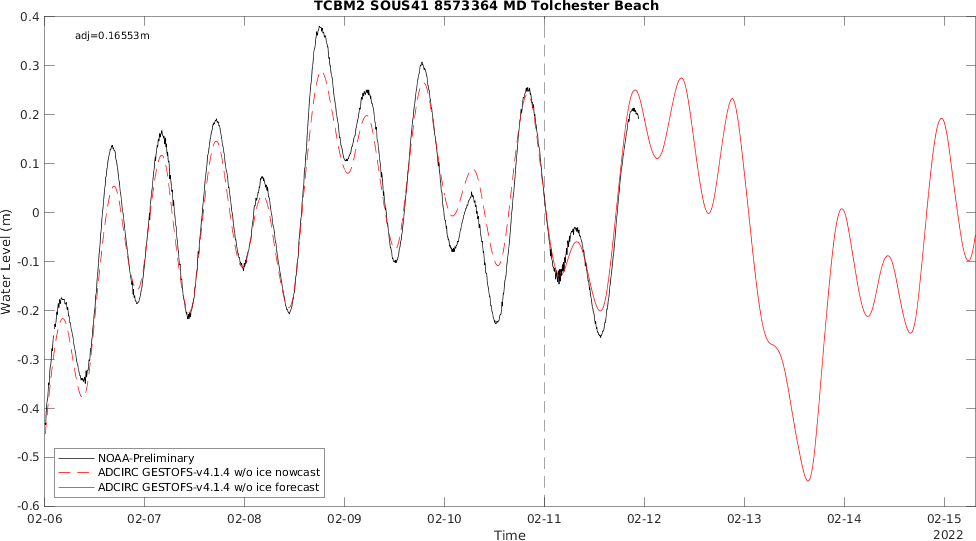 TCBM2 SOUS41 8573364 MD Tolchester Beach
adj=0.16553m
0.4
0.3
0.2
0.1
0
-0.1
-0.2
-0.3
-0.4
-0.5
-0.6
Water Level (m)
NOAA-Preliminary
ADCIRC GESTOFS-v4.1.4 w/o ice nowcast
ADCIRC GESTOFS-v4.1.4 w/o ice forecast
02-06 02-07 02-08 02-09 02-10 02-11 02-12 02-13 02-14 02-15
Time
2022